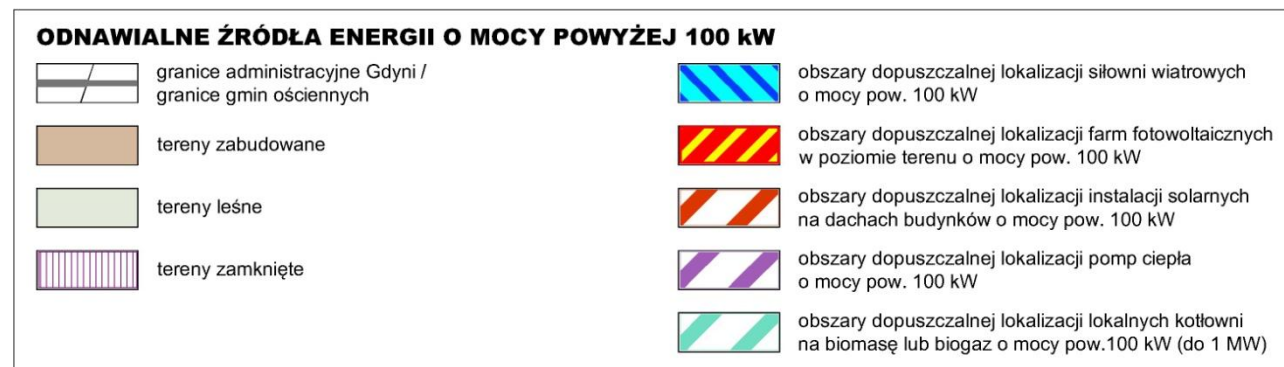 ODNAWIALNE ŹRÓDŁA ENERGII O MOCY POWYŻEJ 100 kW
granice administracyjne Gdyni /
granice gmin ościennych
tereny zabudowane
tereny leśne
tereny zamknięte
obszary dopuszczalnej lokalizacji siłowni wiatrowych
o mocy pow. 100 kW
obszary dopuszczalnej lokalizacji farm fotowoltaicznych
w poziomie terenu o mocy pow. 100 kW
obszary dopuszczalnej lokalizacji instalacji solarnych
na dachach budynków o mocy pow. 100 kW
obszary dopuszczalnej lokalizacji pomp ciepła
o mocy pow. 100 kW
obszary dopuszczalnej lokalizacji lokalnych kotłowni
na biomasę lub biogaz o mocy pow.100 kW (do 1 MW)